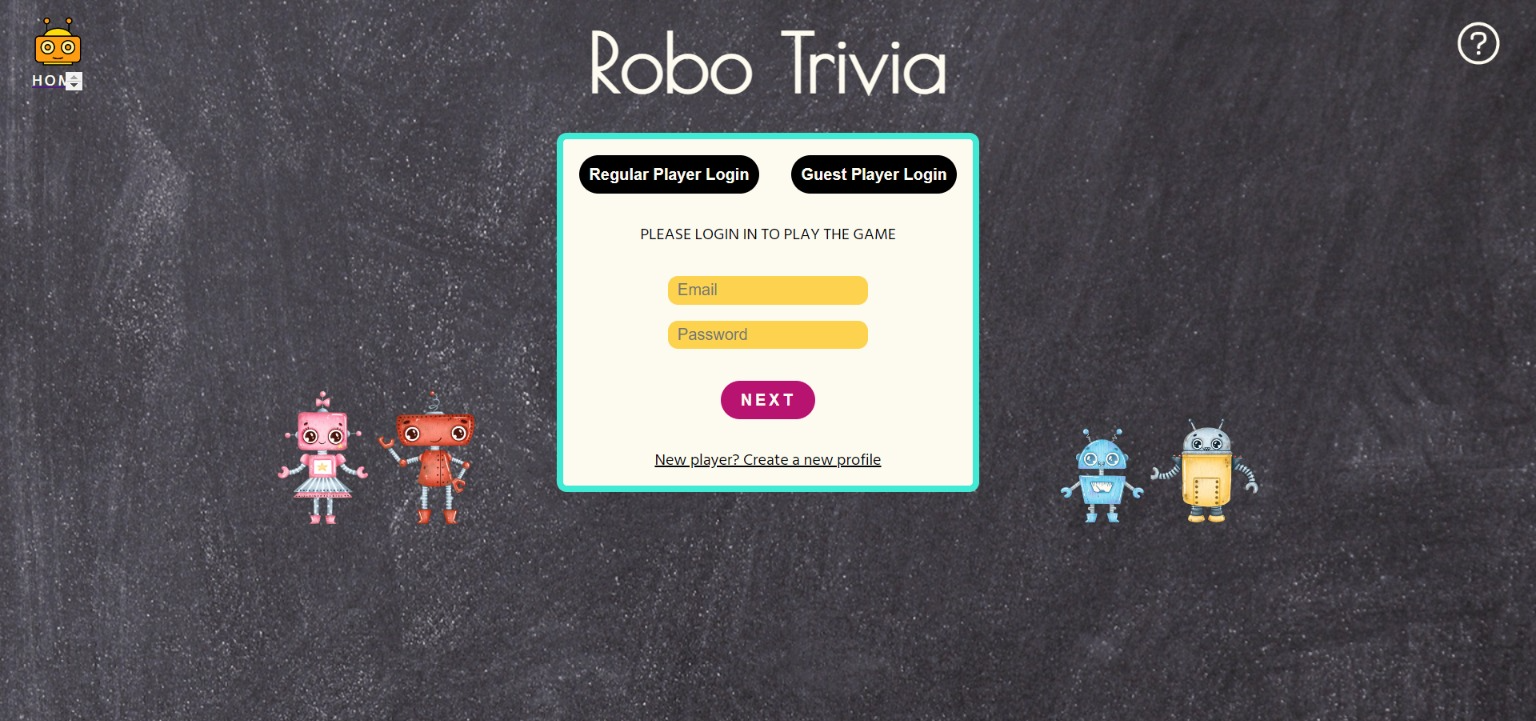 Robo Trivia
?
Regular Player Login
Guest Player Login
PLEASE LOGIN IN TO PLAY THE GAME
Email
Password
NEXT
New player? Create a new profile